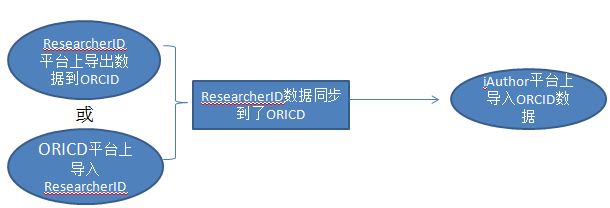 ResearcherID
平台上导出数
据到ORCID
或
ORICD平台上
导入
ResearcherID
ResearcherID数据同步
到了ORICD
iAuthor平台上
导入ORCID数
据